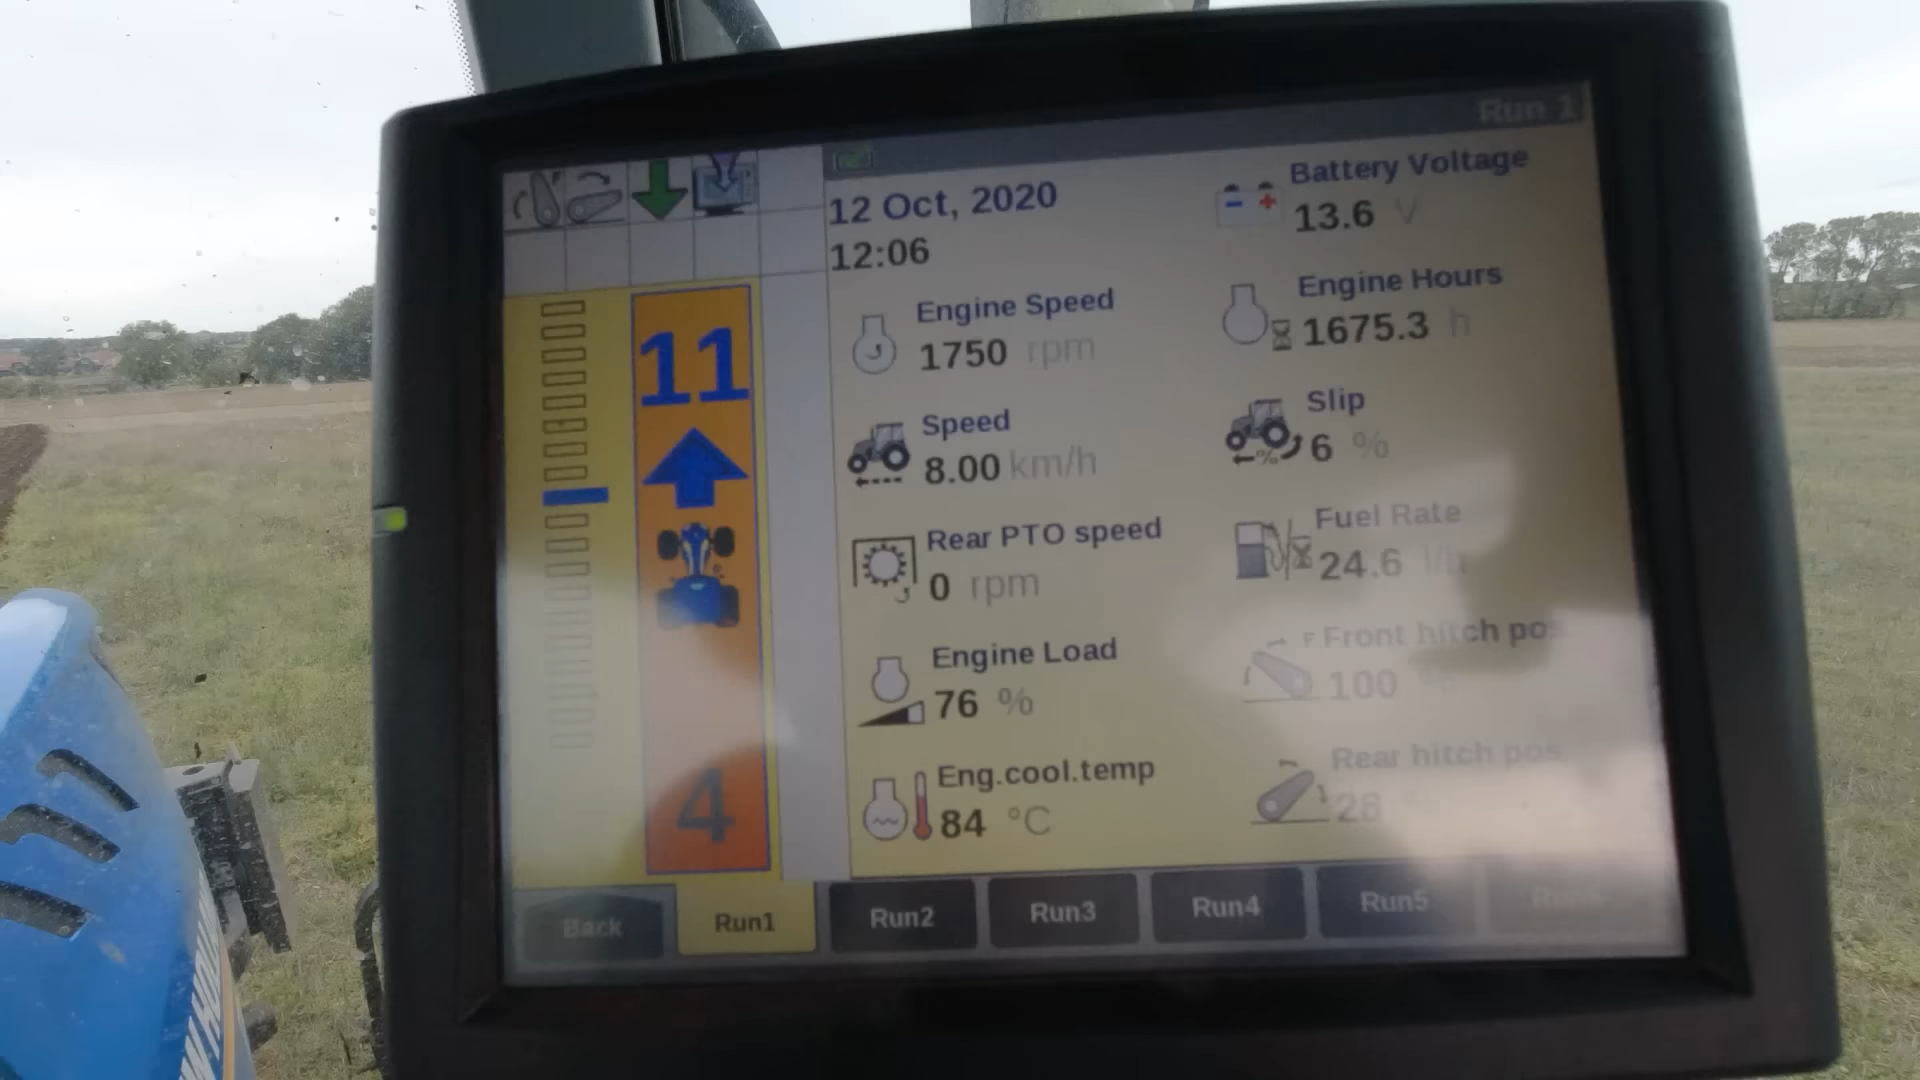 Run 1
12 Oct, 2020
12:06
Battery Voltage
13.6 V
Engine Speed
1750 rpm
Engine Hours
1675.3 h
Speed
8.00 km/h
Slip
6 %
Rear PTO speed
0 rpm
Fuel Rate
24.6 l/h
Engine Load
76 %
F Front hitch pos
100
Eng.cool.temp
84 °C
Rear hitch pos
28
11
4
Back
Run1
Run2
Run3
Run4
Run5